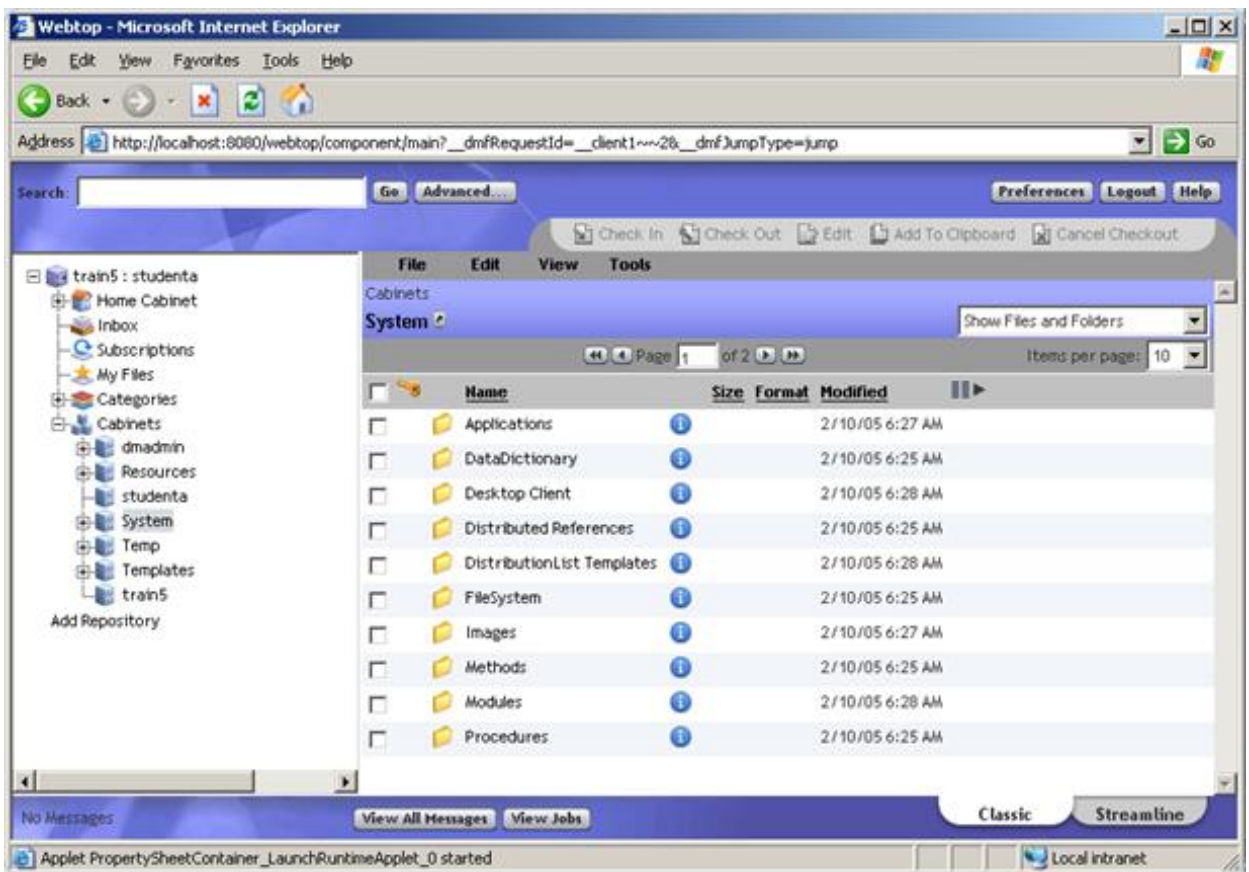 Webtop - Microsoft Internet Explorer
File Edit View Favorites Tools Help
Back
Address http://localhost:8080/webtop/component/main?__dmfRequestId=__client1~~2&__dmfJumpType=jump Go
Search: Go Advanced... Preferences Logout Help
Check In Check Out Edit Add To Clipboard Cancel Checkout
File Edit View Tools
train5 : studenta
Home Cabinet
Inbox
Subscriptions
My Files
Categories
Cabinets
dmadmin
Resources
studenta
System
Temp
Templates
train5
Add Repository
Cabinets
System Show Files and Folders
Page 1 of 2 Items per page: 10
Name Size Format Modified
Applications 2/10/05 6:27 AM
DataDictionary 2/10/05 6:25 AM
Desktop Client 2/10/05 6:28 AM
Distributed References 2/10/05 6:25 AM
DistributionList Templates 2/10/05 6:28 AM
FileSystem 2/10/05 6:25 AM
Images 2/10/05 6:27 AM
Methods 2/10/05 6:25 AM
Modules 2/10/05 6:28 AM
Procedures 2/10/05 6:25 AM
No Messages View All Messages View Jobs Classic Streamline
Applet PropertySheetContainer_LaunchRuntimeApplet_0 started Local intranet